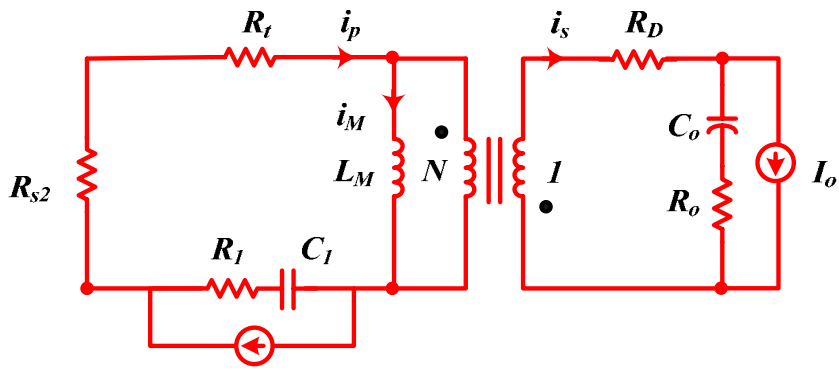 R_t
i_p
i_s
R_D
i_M
L_M
N
1
C_o
I_o
R_s2
R_o
R_1
C_1